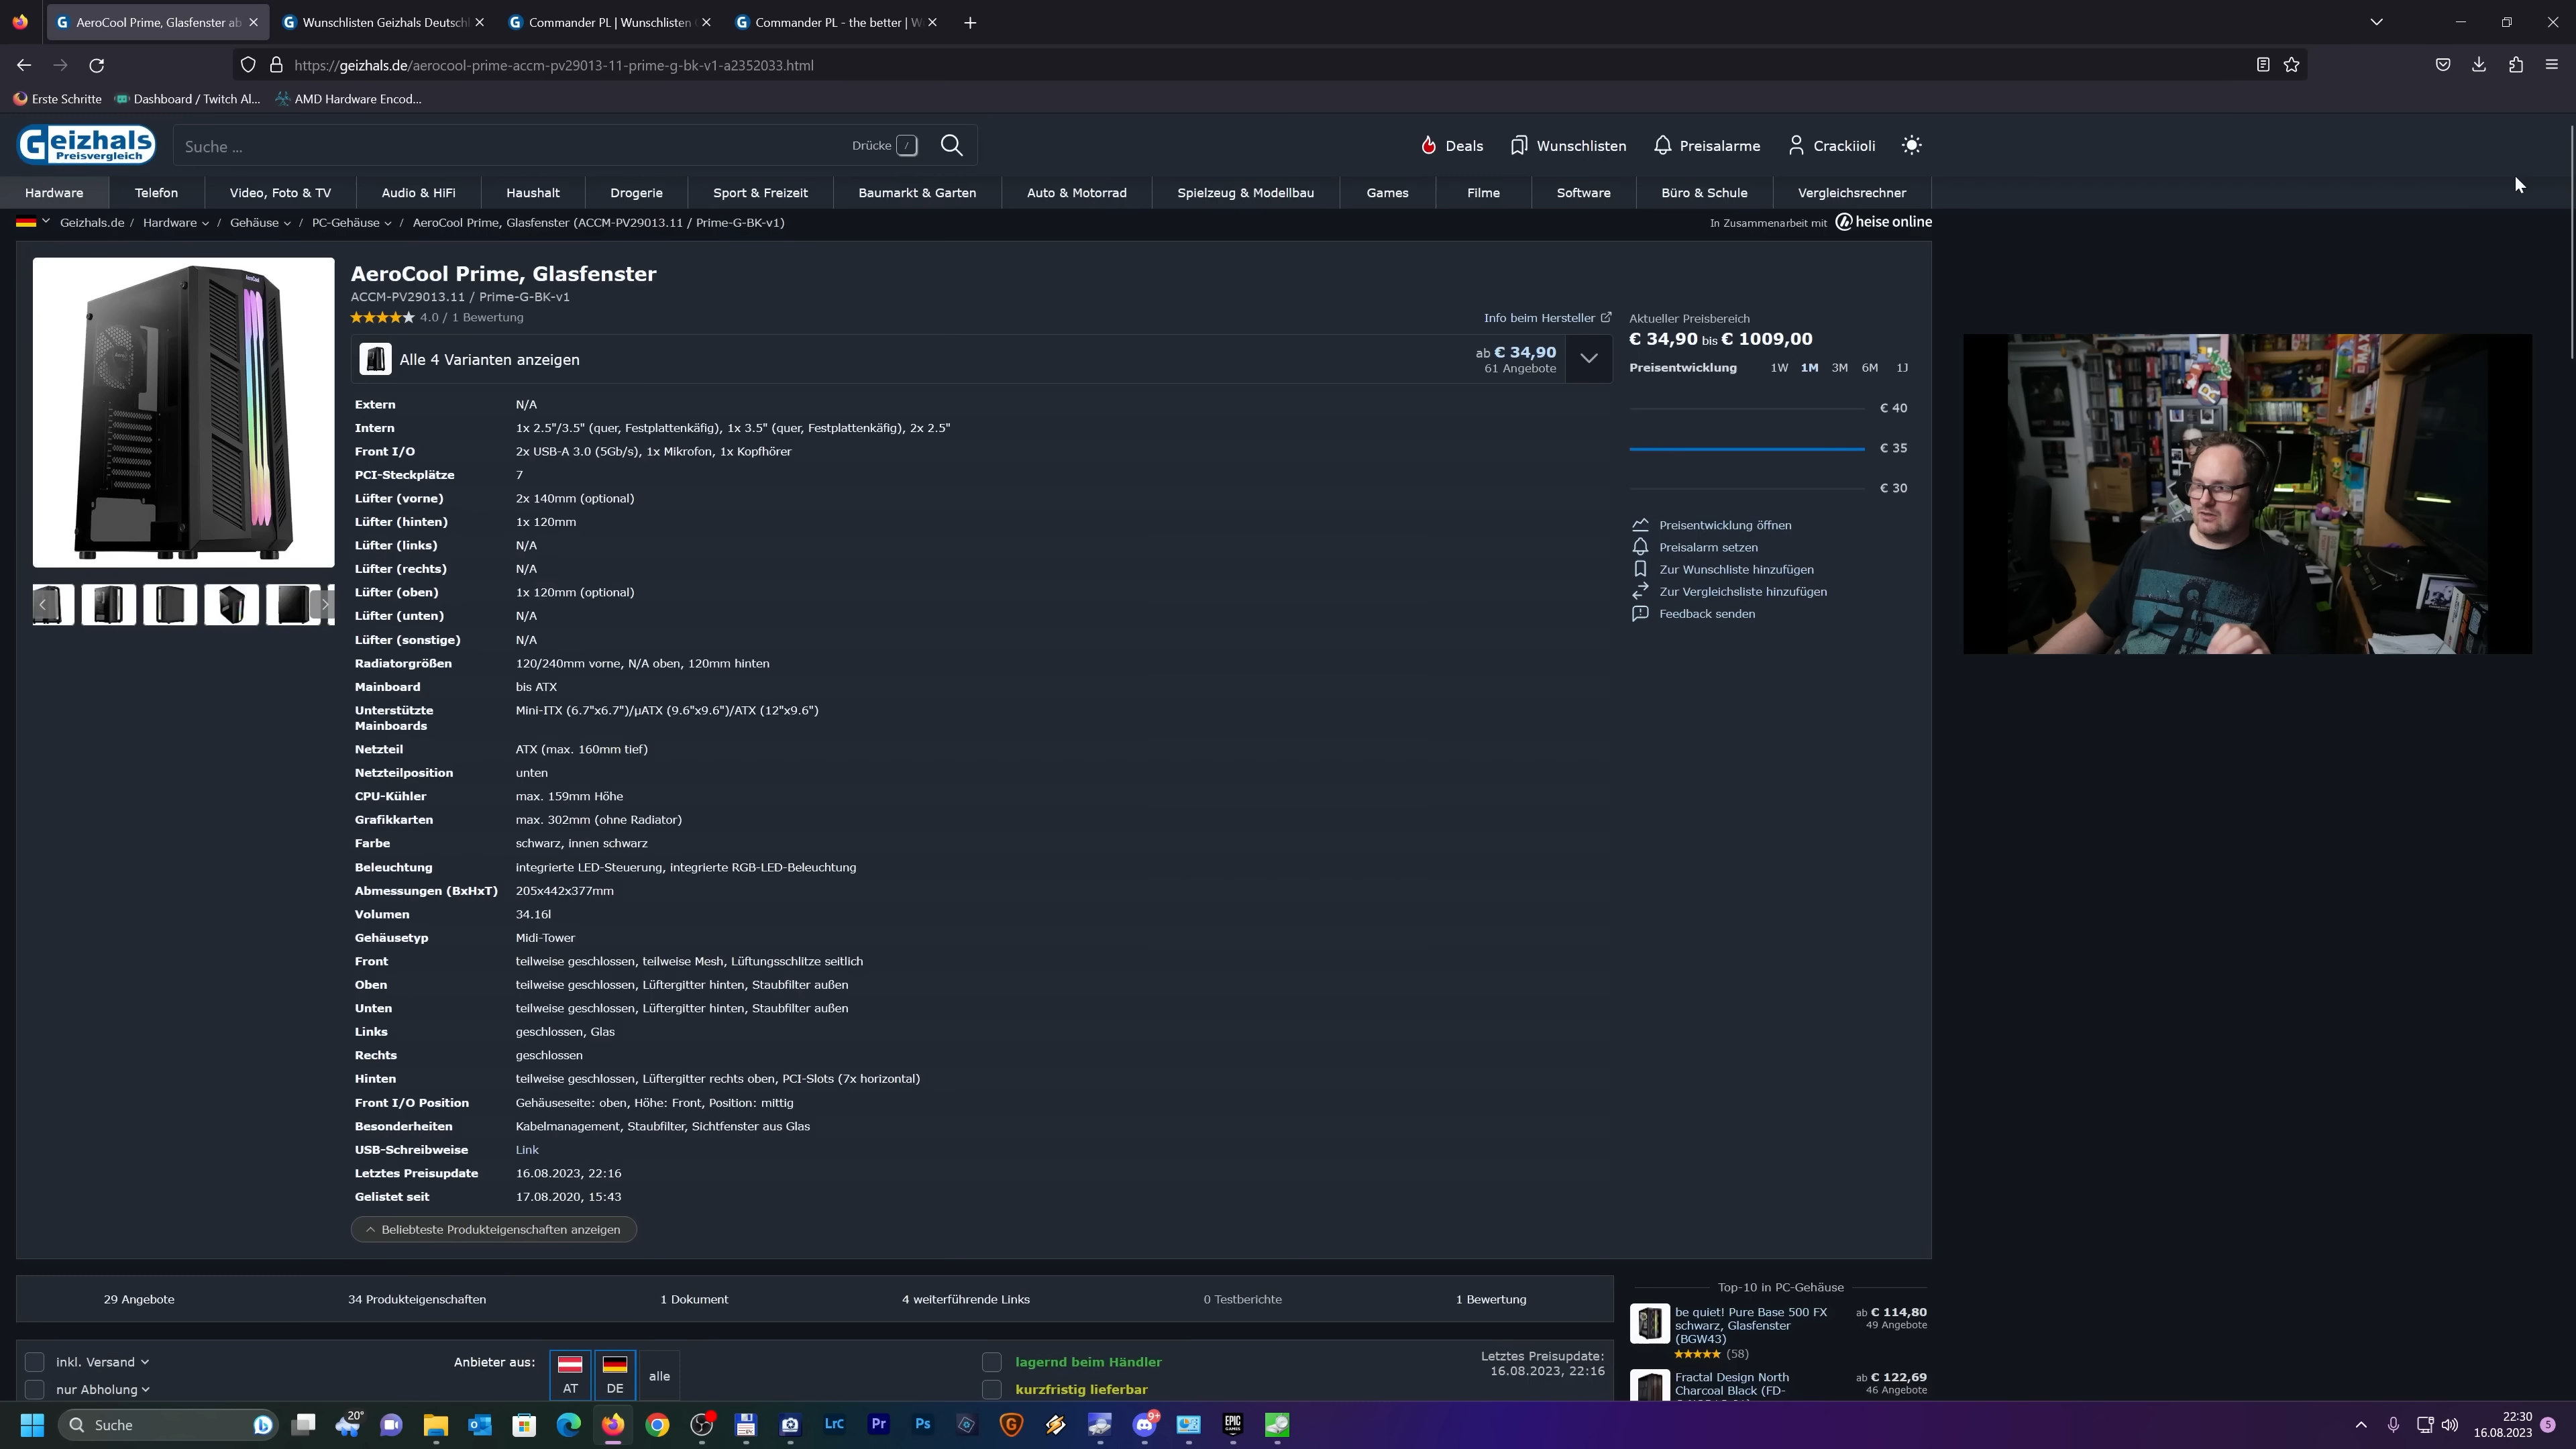 AeroCool Prime, Glasfenster ab
Wunschlisten Geizhals Deutschl
Commander PL | Wunschlisten
Commander PL - the better | W
https://geizhals.de/aerocool-prime-accm-pv29013-11-prime-g-bk-v1-a2352033.html
Erste Schritte
Dashboard / Twitch Al...
AMD Hardware Encod...
Geizhals
Preisvergleich
Suche ...
Drücke /
Deals
Wunschlisten
Preisalarme
Crackiioli
Hardware
Telefon
Video, Foto & TV
Audio & HiFi
Haushalt
Drogerie
Sport & Freizeit
Baumarkt & Garten
Auto & Motorrad
Spielzeug & Modellbau
Games
Filme
Software
Büro & Schule
Vergleichsrechner
Geizhals.de / Hardware / Gehäuse / PC-Gehäuse / AeroCool Prime, Glasfenster (ACCM-PV29013.11 / Prime-G-BK-v1)
In Zusammenarbeit mit heise online
AeroCool Prime, Glasfenster
ACCM-PV29013.11 / Prime-G-BK-v1
4.0 / 1 Bewertung
Info beim Hersteller
Alle 4 Varianten anzeigen
ab € 34,90
61 Angebote
Aktueller Preisbereich
€ 34,90 bis € 1009,00
Preisentwicklung 1W 1M 3M 6M 1J
€ 40
€ 35
€ 30
Preisentwicklung öffnen
Preisalarm setzen
Zur Wunschliste hinzufügen
Zur Vergleichsliste hinzufügen
Feedback senden
Extern N/A
Intern 1x 2.5"/3.5" (quer, Festplattenkäfig), 1x 3.5" (quer, Festplattenkäfig), 2x 2.5"
Front I/O 2x USB-A 3.0 (5Gb/s), 1x Mikrofon, 1x Kopfhörer
PCI-Steckplätze 7
Lüfter (vorne) 2x 140mm (optional)
Lüfter (hinten) 1x 120mm
Lüfter (links) N/A
Lüfter (rechts) N/A
Lüfter (oben) 1x 120mm (optional)
Lüfter (unten) N/A
Lüfter (sonstige) N/A
Radiatorgrößen 120/240mm vorne, N/A oben, 120mm hinten
Mainboard bis ATX
Unterstützte Mini-ITX (6.7"x6.7")/µATX (9.6"x9.6")/ATX (12"x9.6")
Mainboards
Netzteil ATX (max. 160mm tief)
Netzteilposition unten
CPU-Kühler max. 159mm Höhe
Grafikkarten max. 302mm (ohne Radiator)
Farbe schwarz, innen schwarz
Beleuchtung integrierte LED-Steuerung, integrierte RGB-LED-Beleuchtung
Abmessungen (BxHxT) 205x442x377mm
Volumen 34.16l
Gehäusetyp Midi-Tower
Front teilweise geschlossen, teilweise Mesh, Lüftungsschlitze seitlich
Oben teilweise geschlossen, Lüftergitter hinten, Staubfilter außen
Unten teilweise geschlossen, Lüftergitter hinten, Staubfilter außen
Links geschlossen, Glas
Rechts geschlossen
Hinten teilweise geschlossen, Lüftergitter rechts oben, PCI-Slots (7x horizontal)
Front I/O Position Gehäuseseite: oben, Höhe: Front, Position: mittig
Besonderheiten Kabelmanagement, Staubfilter, Sichtfenster aus Glas
USB-Schreibweise Link
Letztes Preisupdate 16.08.2023, 22:16
Gelistet seit 17.08.2020, 15:43
Beliebteste Produkteigenschaften anzeigen
29 Angebote
34 Produkteigenschaften
1 Dokument
4 weiterführende Links
0 Testberichte
1 Bewertung
Top-10 in PC-Gehäuse
be quiet! Pure Base 500 FX
schwarz, Glasfenster
(BGW43)
(58)
ab € 114,80
49 Angebote
Fractal Design North
Charcoal Black (FD-
ab € 122,69
46 Angebote
inkl. Versand
nur Abholung
Anbieter aus:
AT
DE
alle
lagernd beim Händler
kurzfristig lieferbar
Letztes Preisupdate:
16.08.2023, 22:16
Suche
20°
LrC
Pr
Ps
9+
EPIC
GAMES
22:30
16.08.2023
5